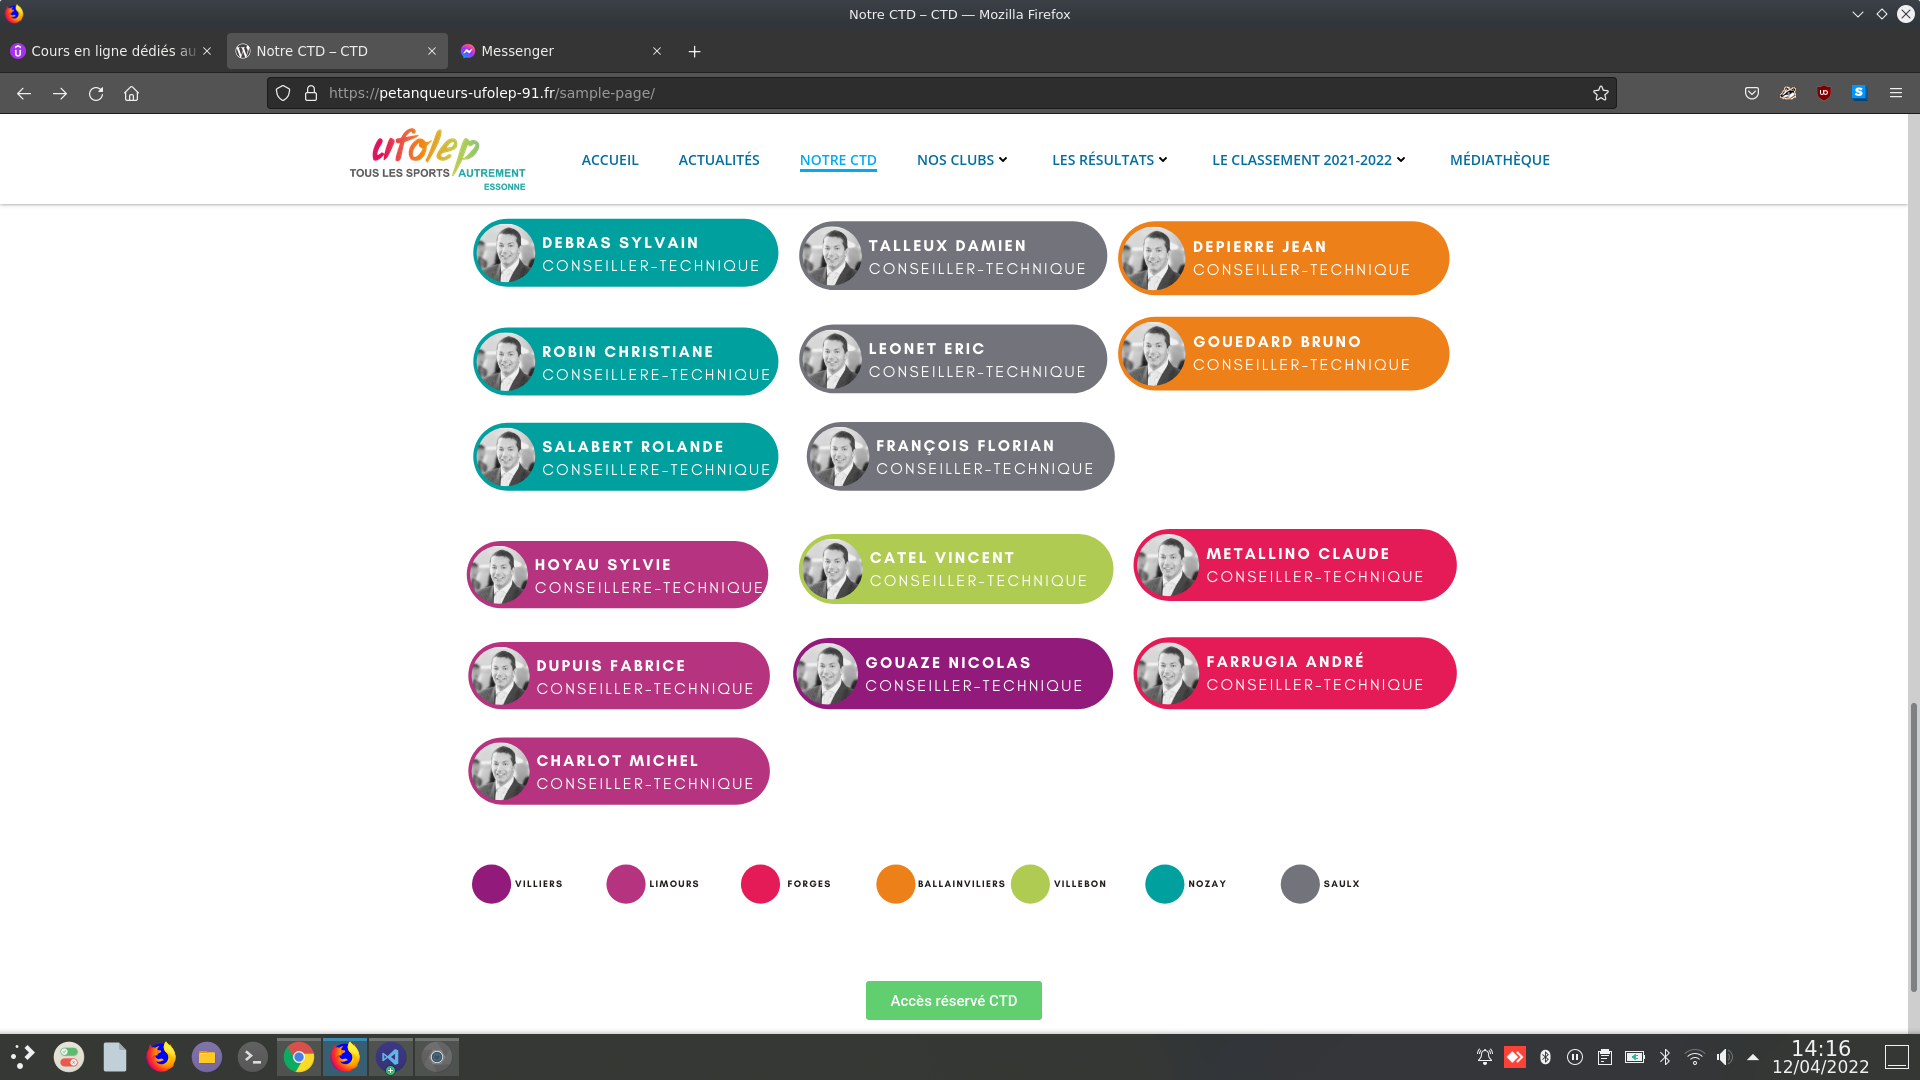 Notre CTD – CTD — Mozilla Firefox
Cours en ligne dédiés au
Notre CTD – CTD
Messenger
https://petanqueurs-ufolep-91.fr/sample-page/
ufolep
TOUS LES SPORTS AUTREMENT
ESSONNE
ACCUEIL
ACTUALITÉS
NOTRE CTD
NOS CLUBS
LES RÉSULTATS
LE CLASSEMENT 2021-2022
MÉDIATHÈQUE
DEBRAS SYLVAIN
CONSEILLER-TECHNIQUE
TALLEUX DAMIEN
CONSEILLER-TECHNIQUE
DEPIERRE JEAN
CONSEILLER-TECHNIQUE
ROBIN CHRISTIANE
CONSEILLERE-TECHNIQUE
LEONET ERIC
CONSEILLER-TECHNIQUE
GOUEDARD BRUNO
CONSEILLER-TECHNIQUE
SALABERT ROLANDE
CONSEILLERE-TECHNIQUE
FRANÇOIS FLORIAN
CONSEILLER-TECHNIQUE
HOYAU SYLVIE
CONSEILLERE-TECHNIQUE
CATEL VINCENT
CONSEILLER-TECHNIQUE
METALLINO CLAUDE
CONSEILLER-TECHNIQUE
DUPUIS FABRICE
CONSEILLER-TECHNIQUE
GOUAZE NICOLAS
CONSEILLER-TECHNIQUE
FARRUGIA ANDRÉ
CONSEILLER-TECHNIQUE
CHARLOT MICHEL
CONSEILLER-TECHNIQUE
VILLIERS
LIMOURS
FORGES
BALLAINVILIERS
VILLEBON
NOZAY
SAULX
Accès réservé CTD
14:16
12/04/2022